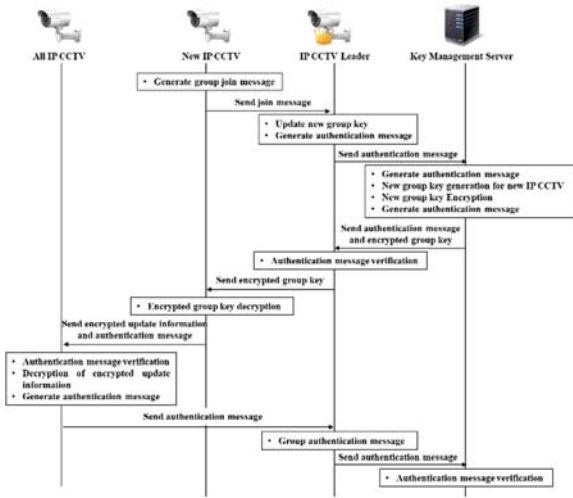 All IP CCTV
New IP CCTV
IP CCTV Leader
Key Management Server
• Generate group join message
Send join message
• Update new group key
• Generate authentication message
Send authentication message
• Generate authentication message
• New group key generation for new IP CCTV
• New group key Encryption
• Generate authentication message
Send authentication message
and encrypted group key
• Authentication message verification
Send encrypted group key
• Encrypted group key decryption
Send encrypted update information
and authentication message
• Authentication message verification
• Decryption of encrypted update
information
• Generate authentication message
Send authentication message
• Group authentication message
Send authentication message
• Authentication message verification